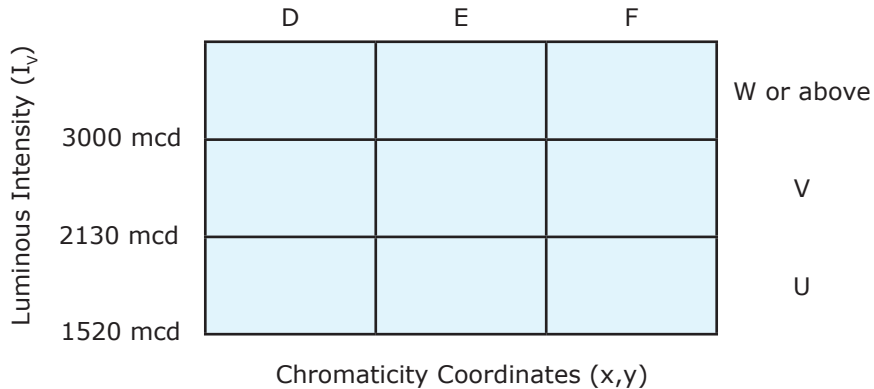 D E F
Luminous Intensity (Iv)
W or above
3000 mcd
V
2130 mcd
U
1520 mcd
Chromaticity Coordinates (x,y)